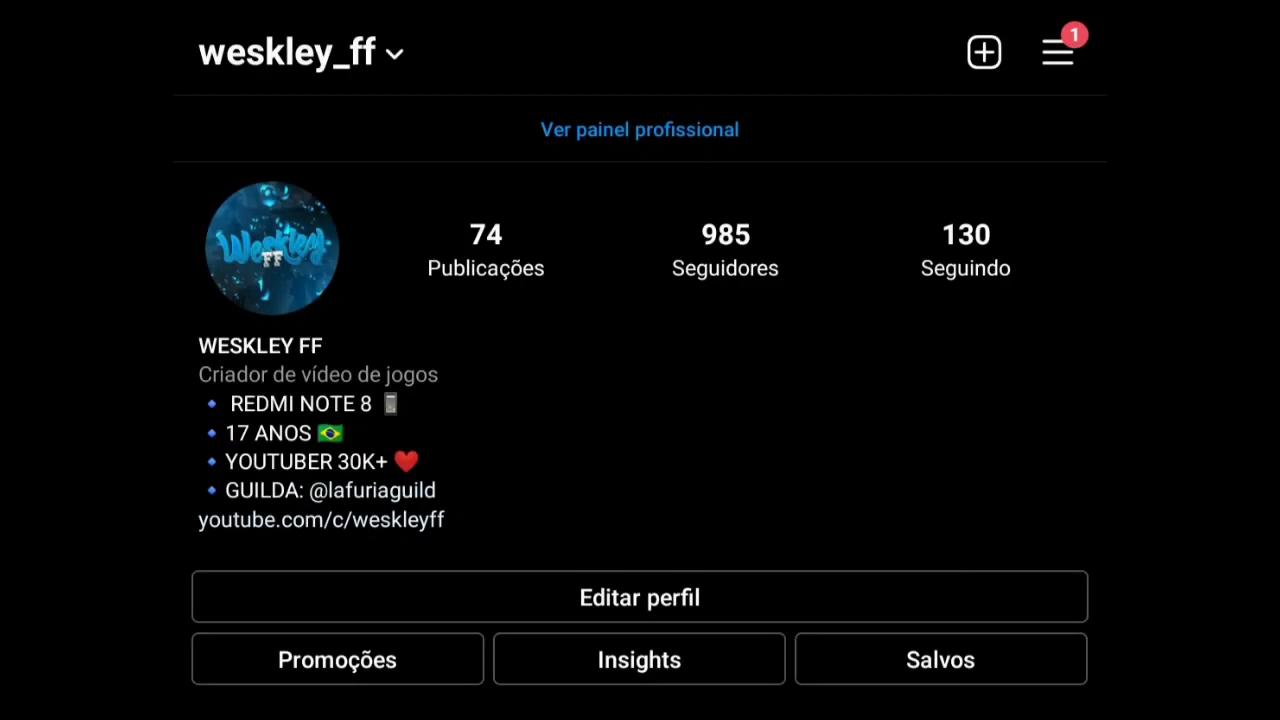 weskley_ff
1
Ver painel profissional
Weskley
FF
74
Publicações
985
Seguidores
130
Seguindo
WESKLEY FF
Criador de vídeo de jogos
🔹 REDMI NOTE 8 📱
🔹 17 ANOS 🇧🇷
🔹 YOUTUBER 30K+ ❤️
🔹 GUILDA: @lafuriaguild
youtube.com/c/weskleyff
Editar perfil
Promoções
Insights
Salvos